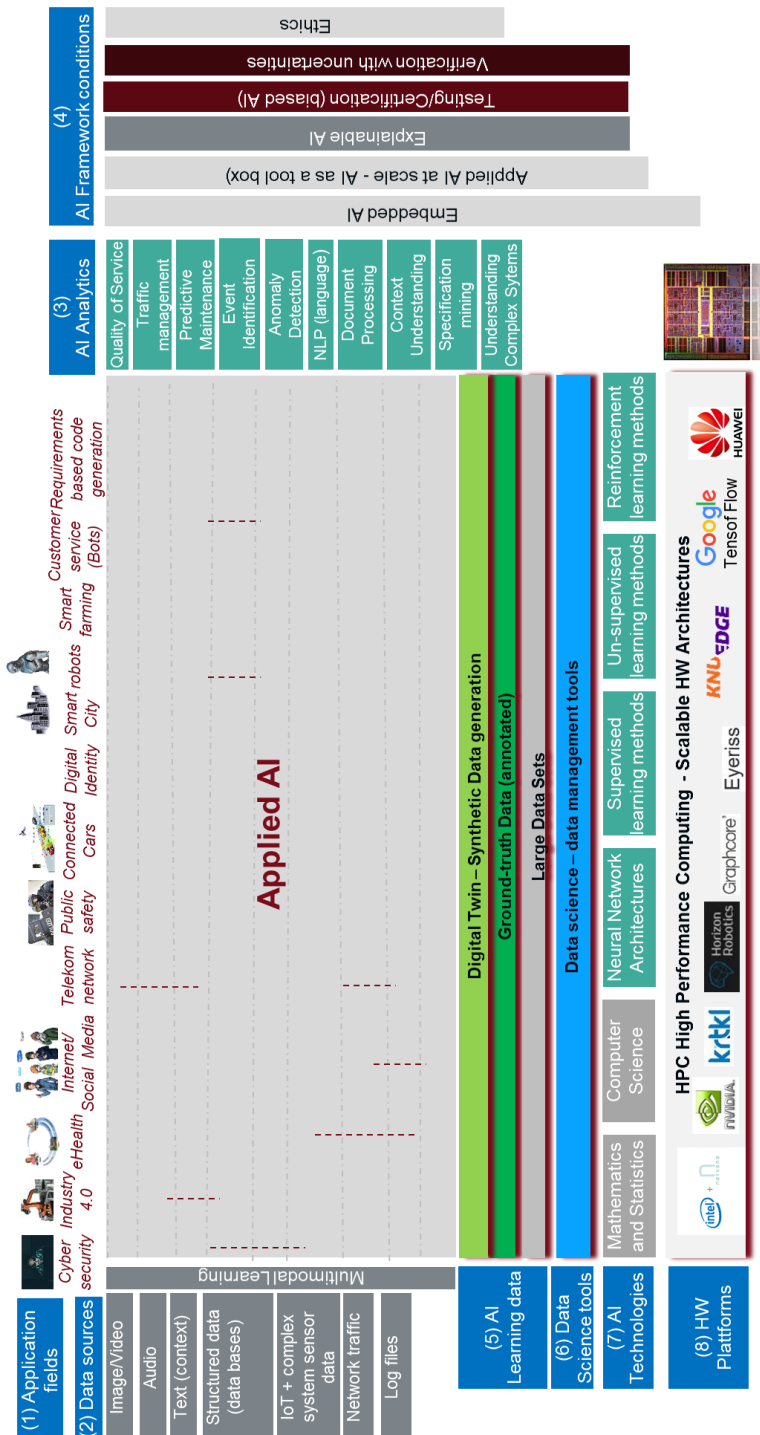 (1) Application
fields
Cyber
security
Industry
4.0
eHealth
Internet/
Social Media
Telekom
network
Public
safety
Connected
Cars
Digital
Identity
Smart
City
robots
Smart
farming
Customer
service
(Bots)
Requirements
based code
generation
(2) Data sources
Image/Video
Audio
Text (context)
Structured data
(data bases)
IoT + complex
system sensor
data
Network traffic
Log files
Multimodal Learning
Applied AI
(3)
AI Analytics
Quality of Service
Traffic
management
Predictive
Maintenance
Event
Identification
Anomaly
Detection
NLP (language)
Document
Processing
Context
Understanding
Specification
mining
Understanding
Complex Sytems
(4)
AI Framework conditions
Ethics
Verification with uncertainties
Testing/Certification (biased AI)
Explainable AI
Applied AI at scale - AI as a tool box)
Embedded AI
(5) AI
Learning data
Digital Twin – Synthetic Data generation
Ground-truth Data (annotated)
Large Data Sets
(6) Data
Science tools
Data science – data management tools
(7) AI
Technologies
Mathematics
and Statistics
Computer
Science
Neural Network
Architectures
Supervised
learning methods
Un-supervised
learning methods
Reinforcement
learning methods
(8) HW
Plattforms
HPC High Performance Computing - Scalable HW Architectures
intel + n
nervana
nVIDIA.
krtkl
Horizon
Robotics
Graphcore'
Eyeriss
KNUEDGE
Google
Tensof Flow
HUAWEI